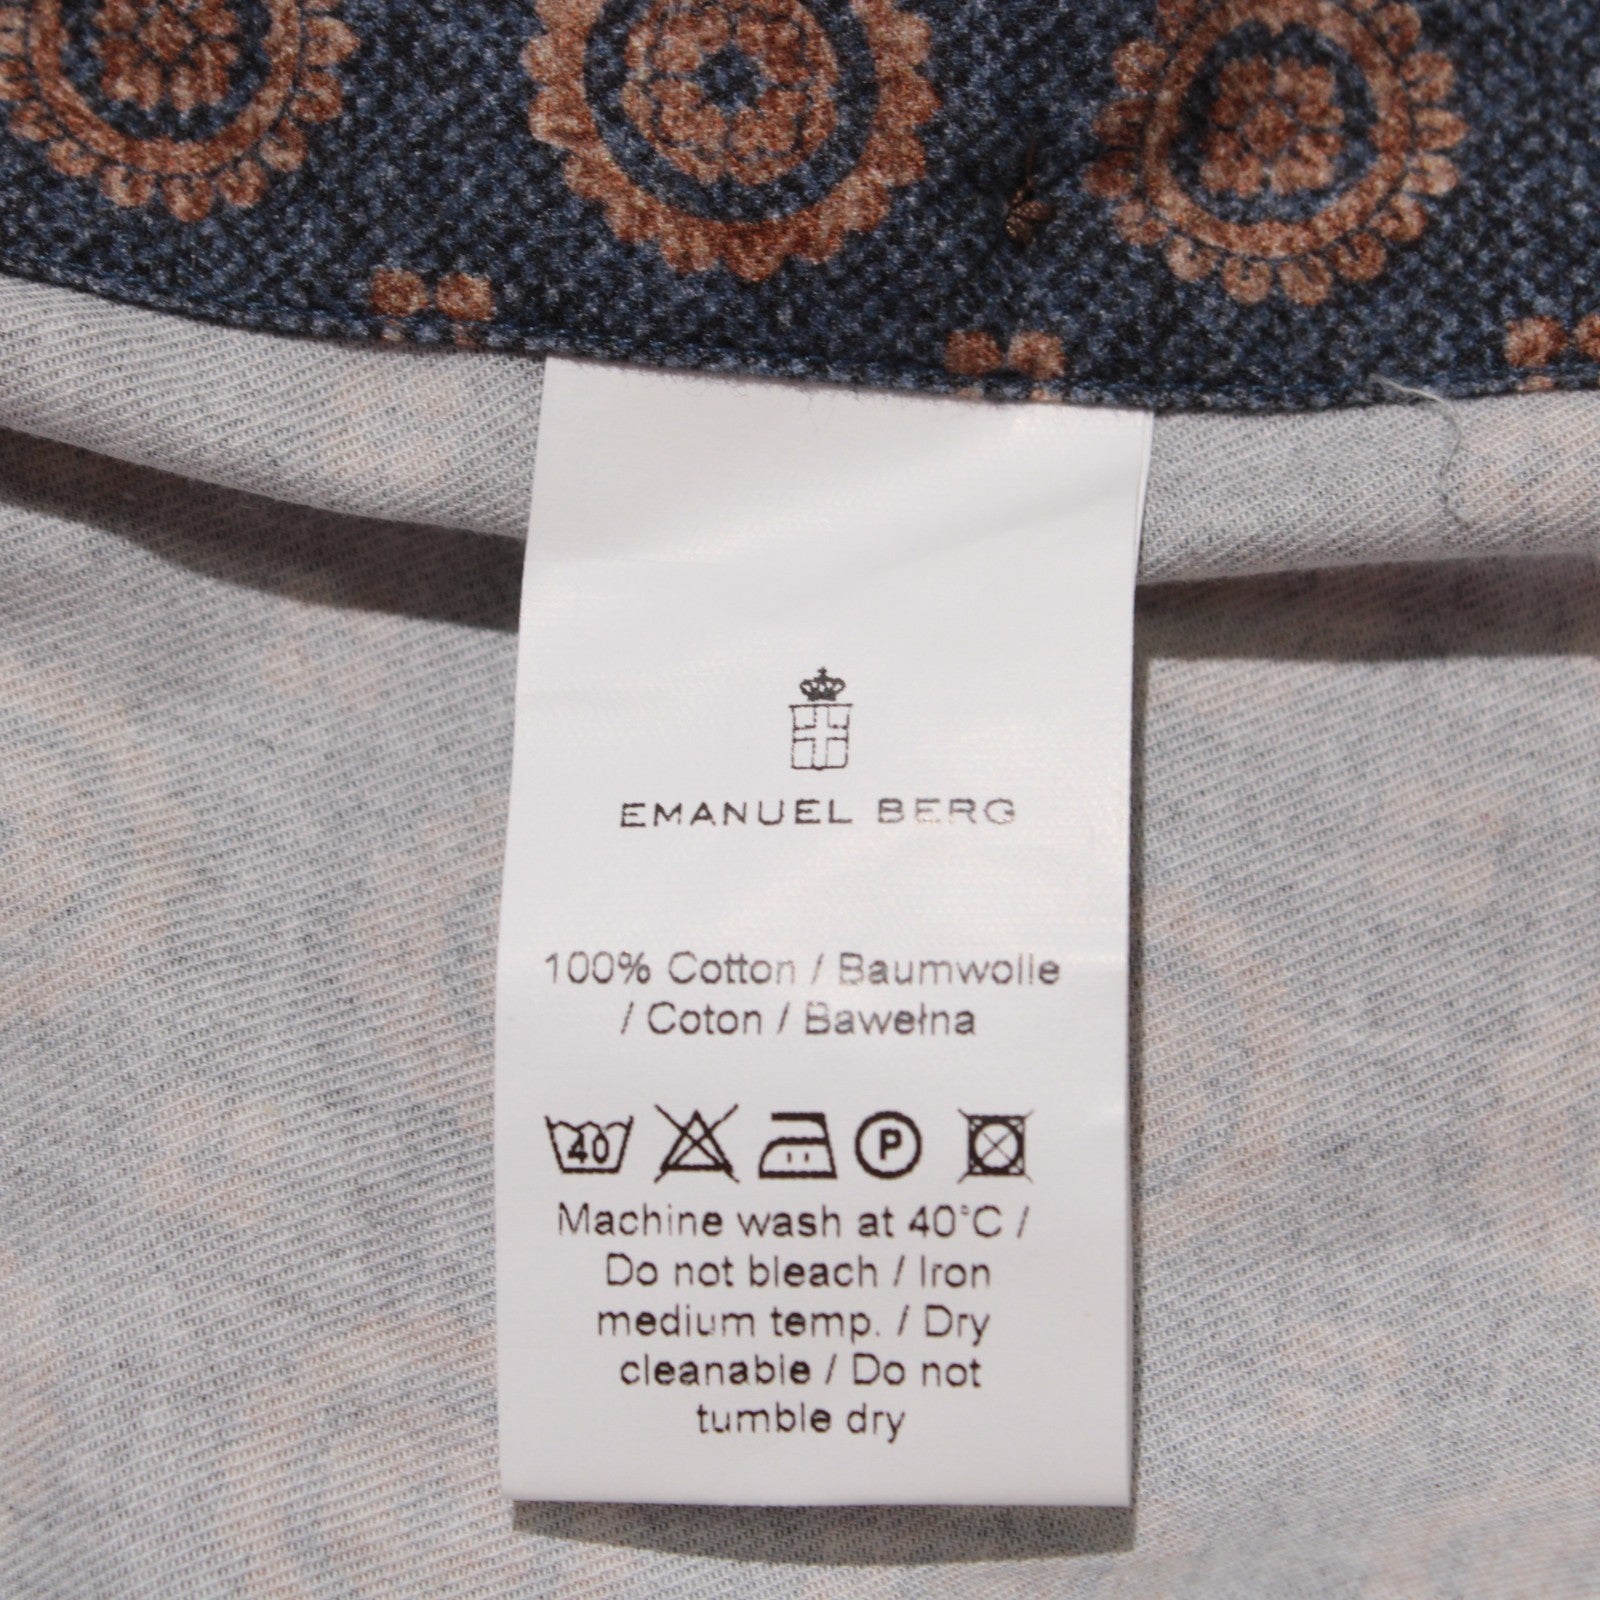 EMANUEL BERG
100% Cotton / Baumwolle
/ Coton / Bawełna
40 P
Machine wash at 40°C /
Do not bleach / Iron
medium temp. / Dry
cleanable / Do not
tumble dry